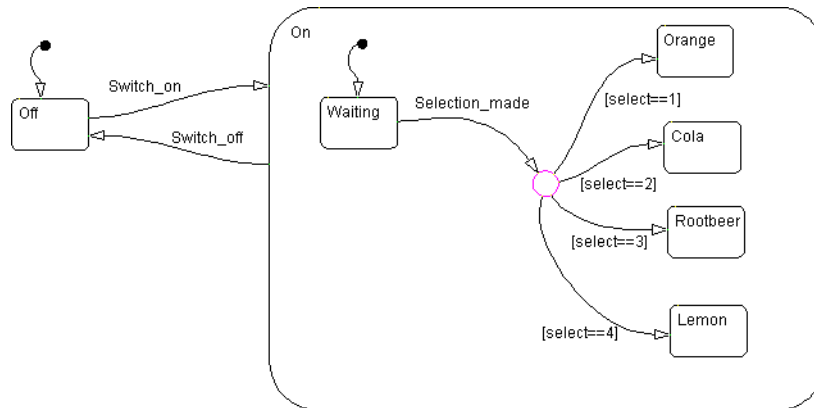 On
Orange
Switch_on
Selection_made
[select==1]
Off
Waiting
Switch_off
Cola
[select==2]
Rootbeer
[select==3]
Lemon
[select==4]